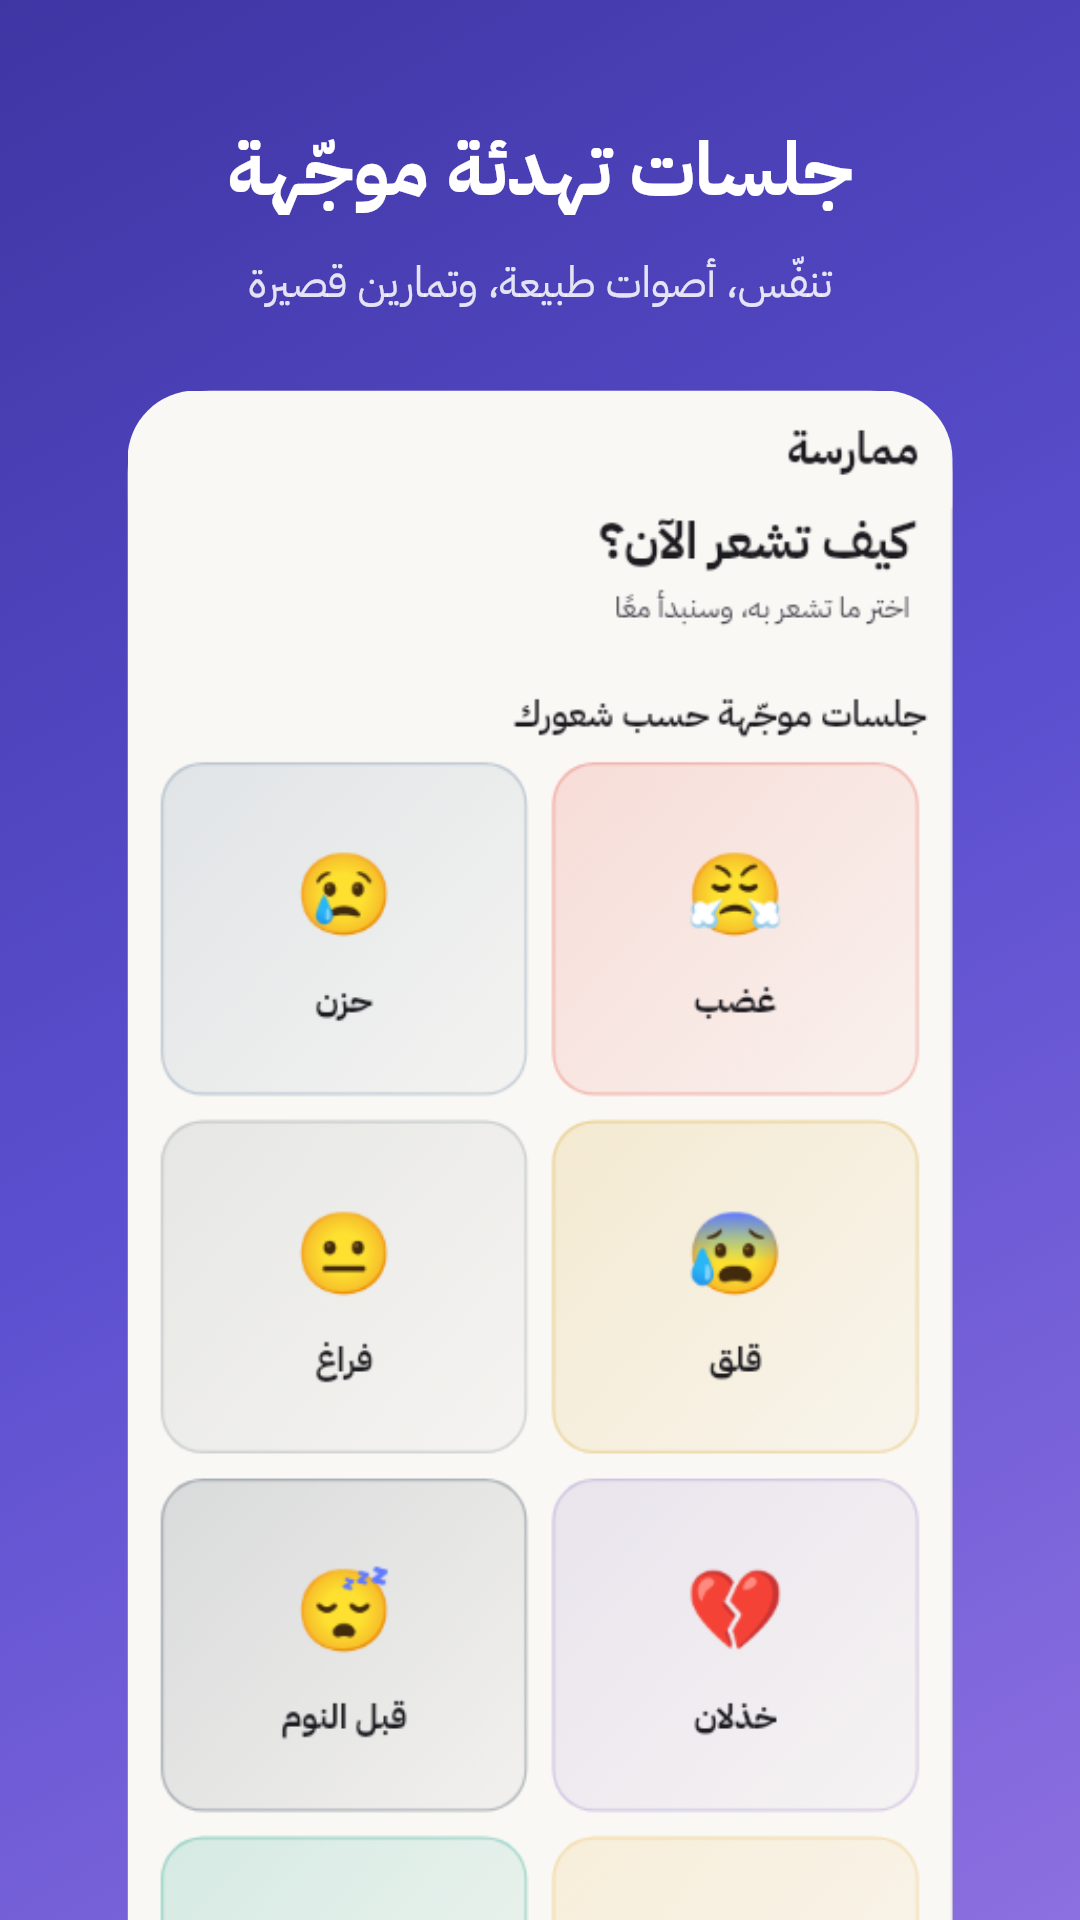 جلسات تهدئة موجّهة
تنفّس، أصوات طبيعة، وتمارين قصيرة
ممارسة
كيف تشعر الآن؟
اختر ما تشعر به، وسنبدأ معًا
جلسات موجّهة حسب شعورك
غضب
حزن
قلق
فراغ
خذلان
قبل النوم